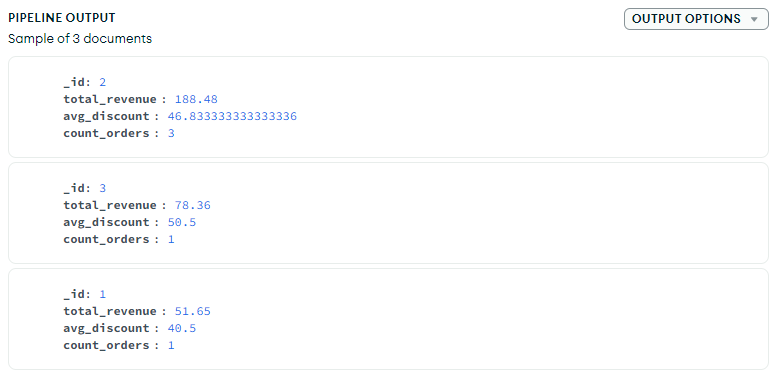 PIPELINE OUTPUT
OUTPUT OPTIONS
Sample of 3 documents
_id: 2
total_revenue : 188.48
avg_discount : 46.833333333333336
count_orders : 3
_id: 3
total_revenue : 78.36
avg_discount : 50.5
count_orders : 1
_id: 1
total_revenue : 51.65
avg_discount : 40.5
count_orders : 1